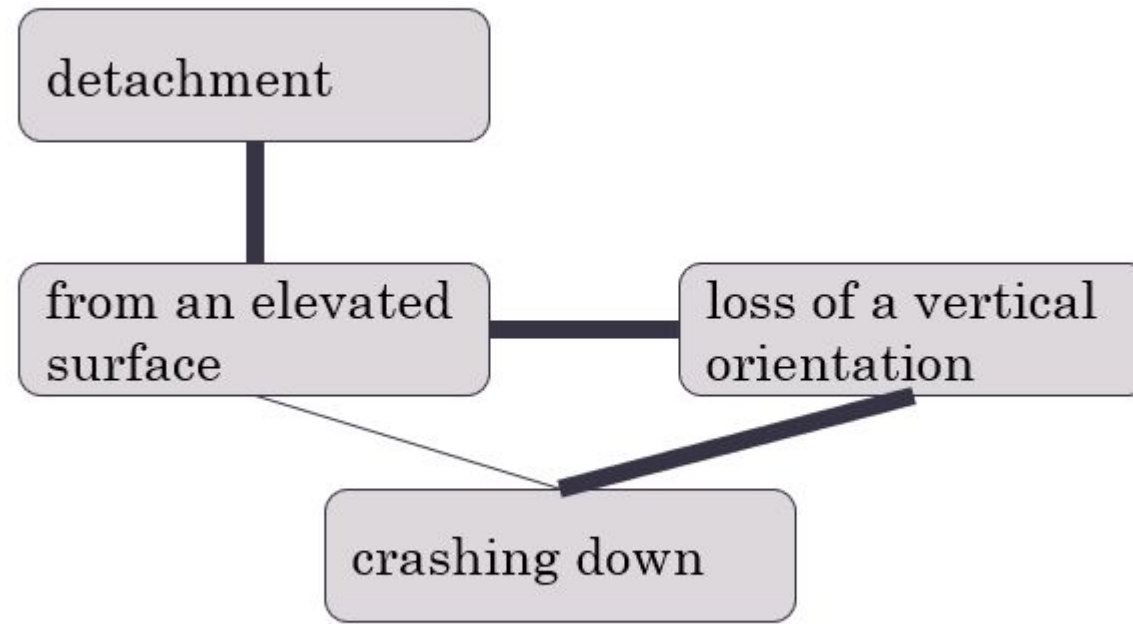 detachment
from an elevated
surface
loss of a vertical
orientation
crashing down